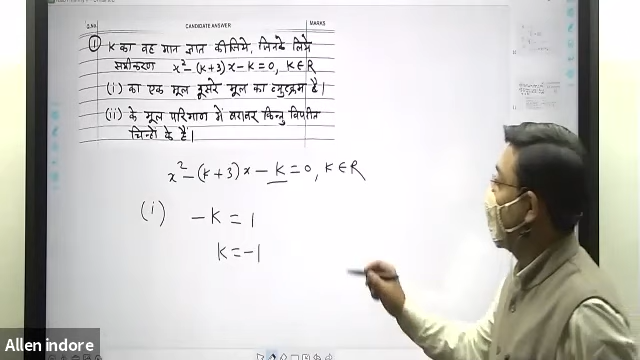 Q.NO. CANDIDATE ANSWER MARKS
① K का वह मान ज्ञात कीजिये, जिनके लिये
समीकरण x² - (k+3)x - k = 0, k ∈ R
(i) का एक मूल दूसरे मूल का व्युत्क्रम है।
(ii) के मूल परिमाण में बराबर किन्तु विपरीत
चिन्हों के हैं।
x² - (k+3)x - k = 0, k ∈ R
(i) -k = 1
k = -1
Allen indore